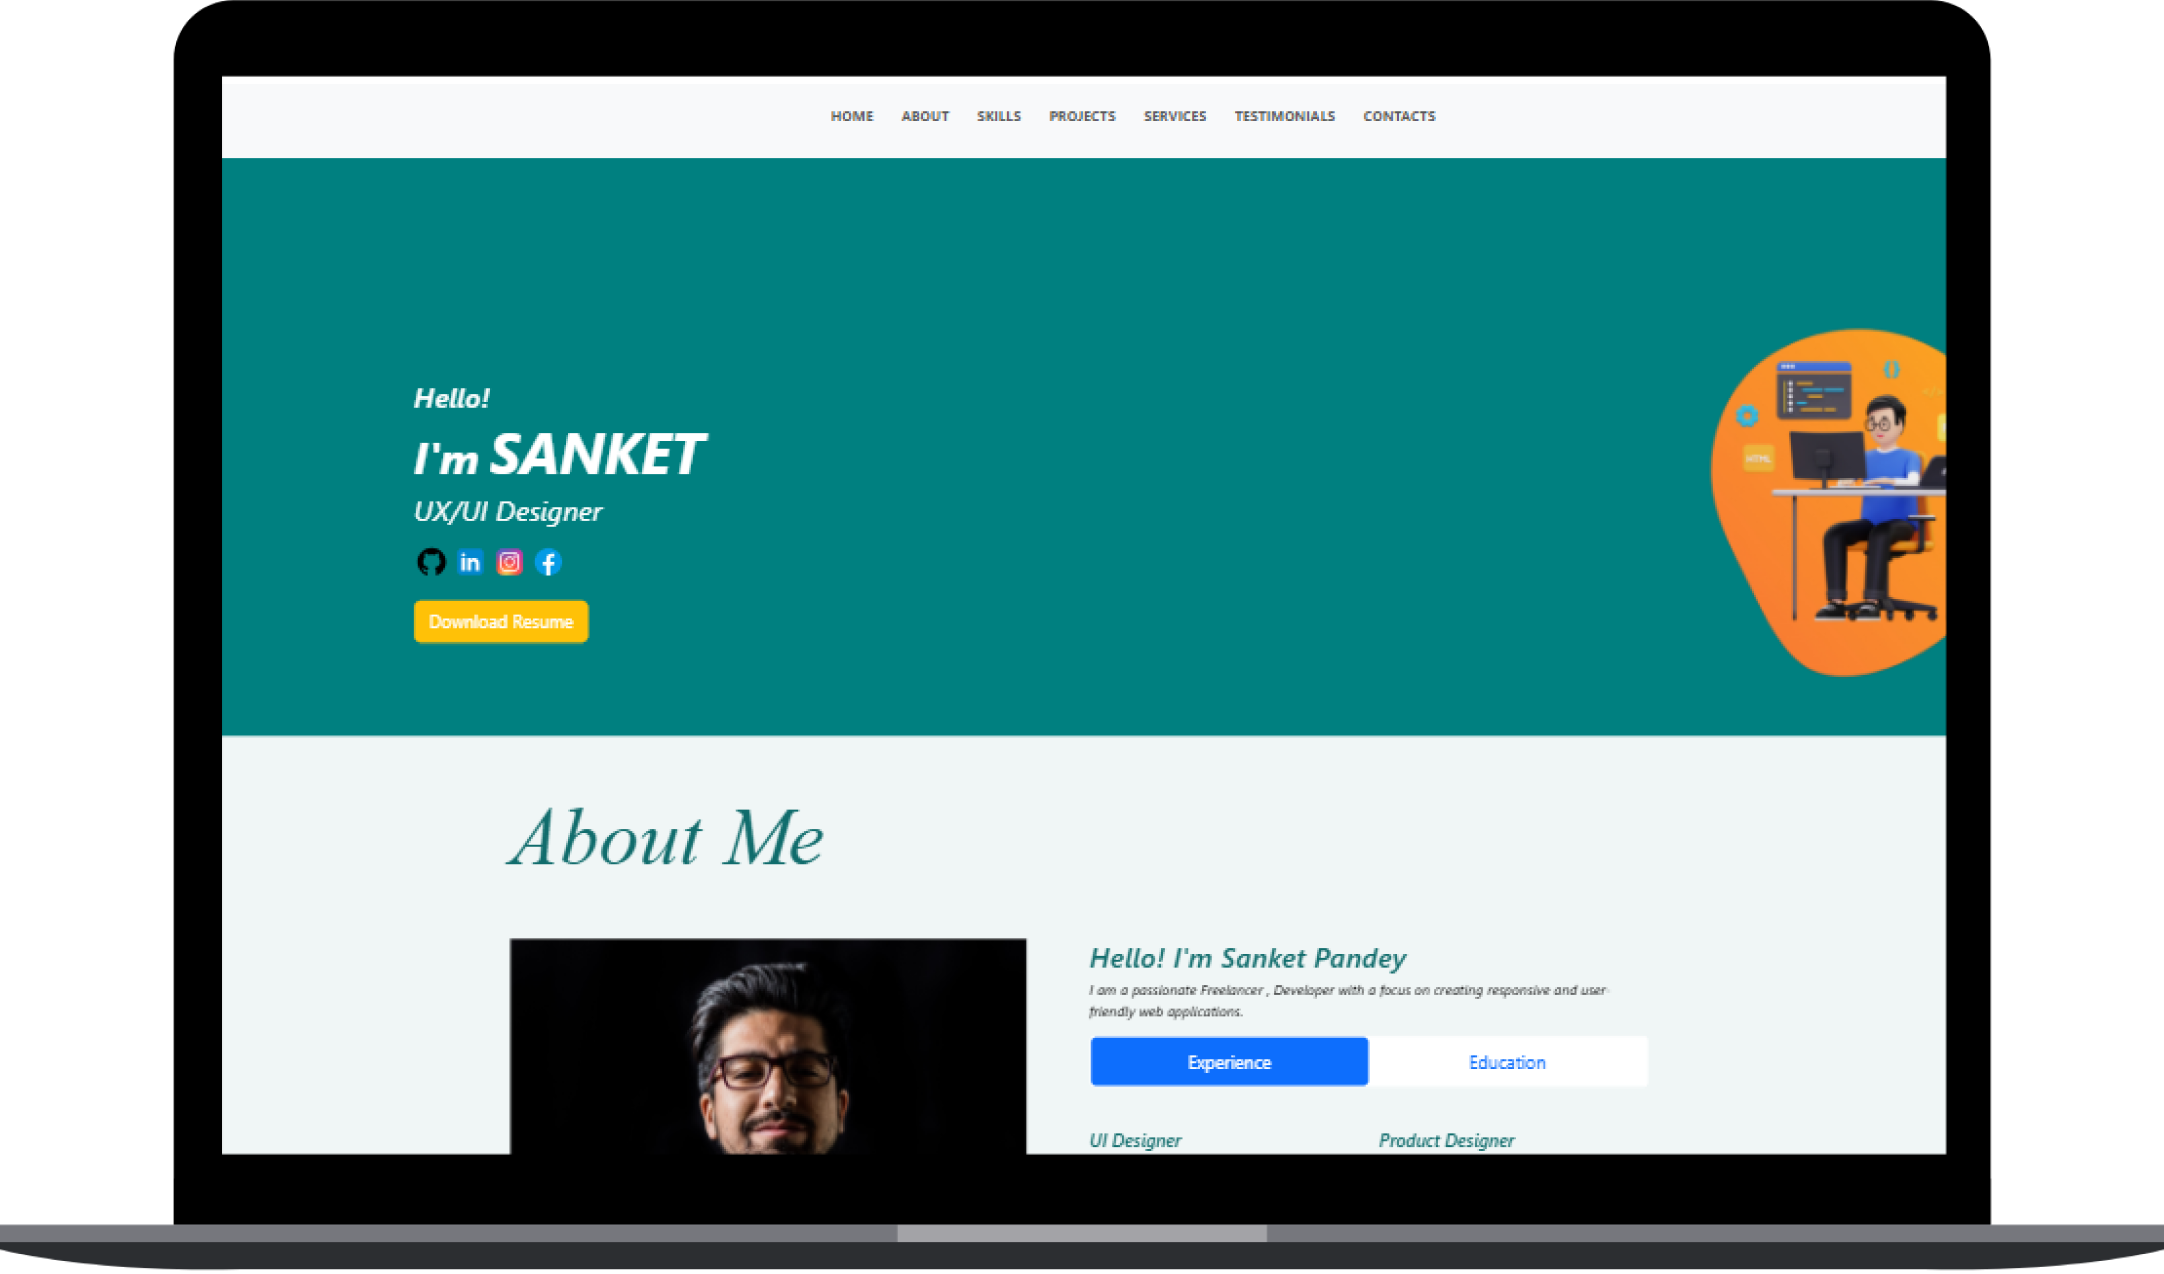 HOME ABOUT SKILLS PROJECTS SERVICES TESTIMONIALS CONTACTS
Hello!
I'm SANKET
UX/UI Designer
in
Download Resume
HTML
About Me
Hello! I'm Sanket Pandey
I am a passionate Freelancer , Developer with a focus on creating responsive and user-
friendly web applications.
Experience Education
UI Designer Product Designer